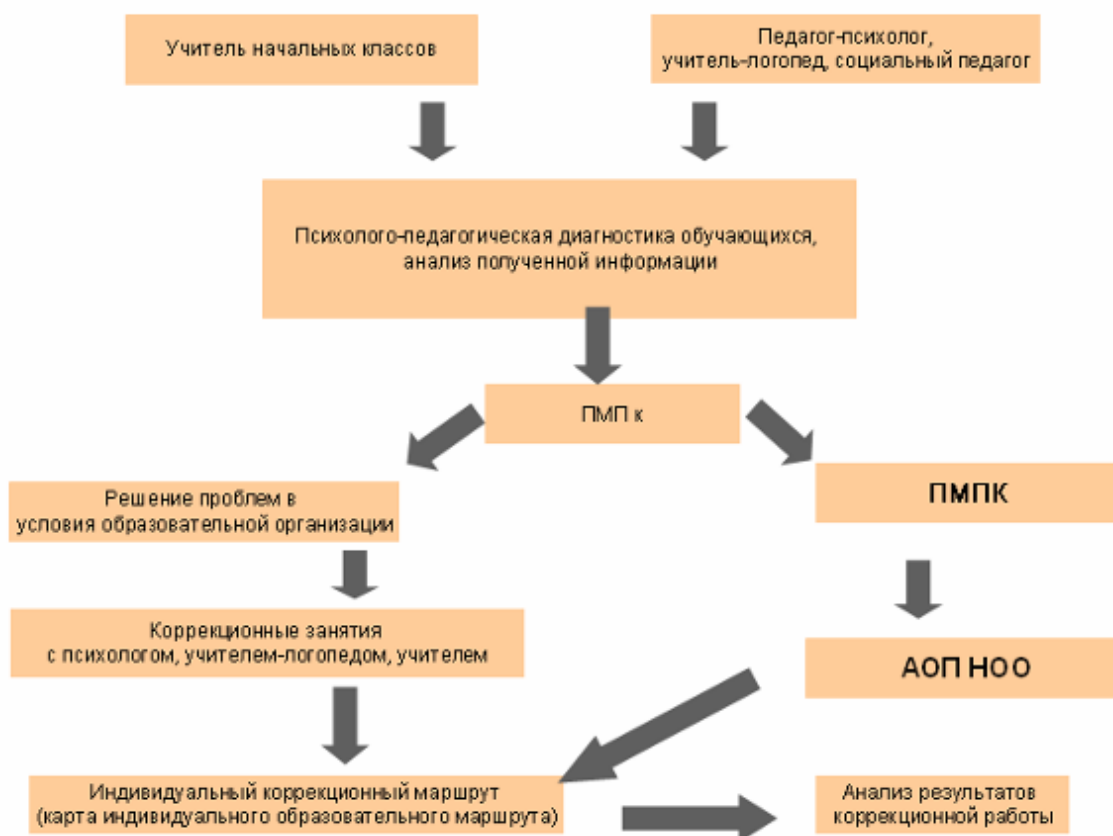 Учитель начальных классов
Педагог-психолог,
учитель-логопед, социальный педагог
Психолого-педагогическая диагностика обучающихся,
анализ полученной информации
ПМП к
Решение проблем в
условия образовательной организации
ПМПК
Коррекционные занятия
с психологом, учителем-логопедом, учителем
АОП НОО
Индивидуальный коррекционный маршрут
(карта индивидуального образовательного маршрута)
Анализ результатов
коррекционной работы